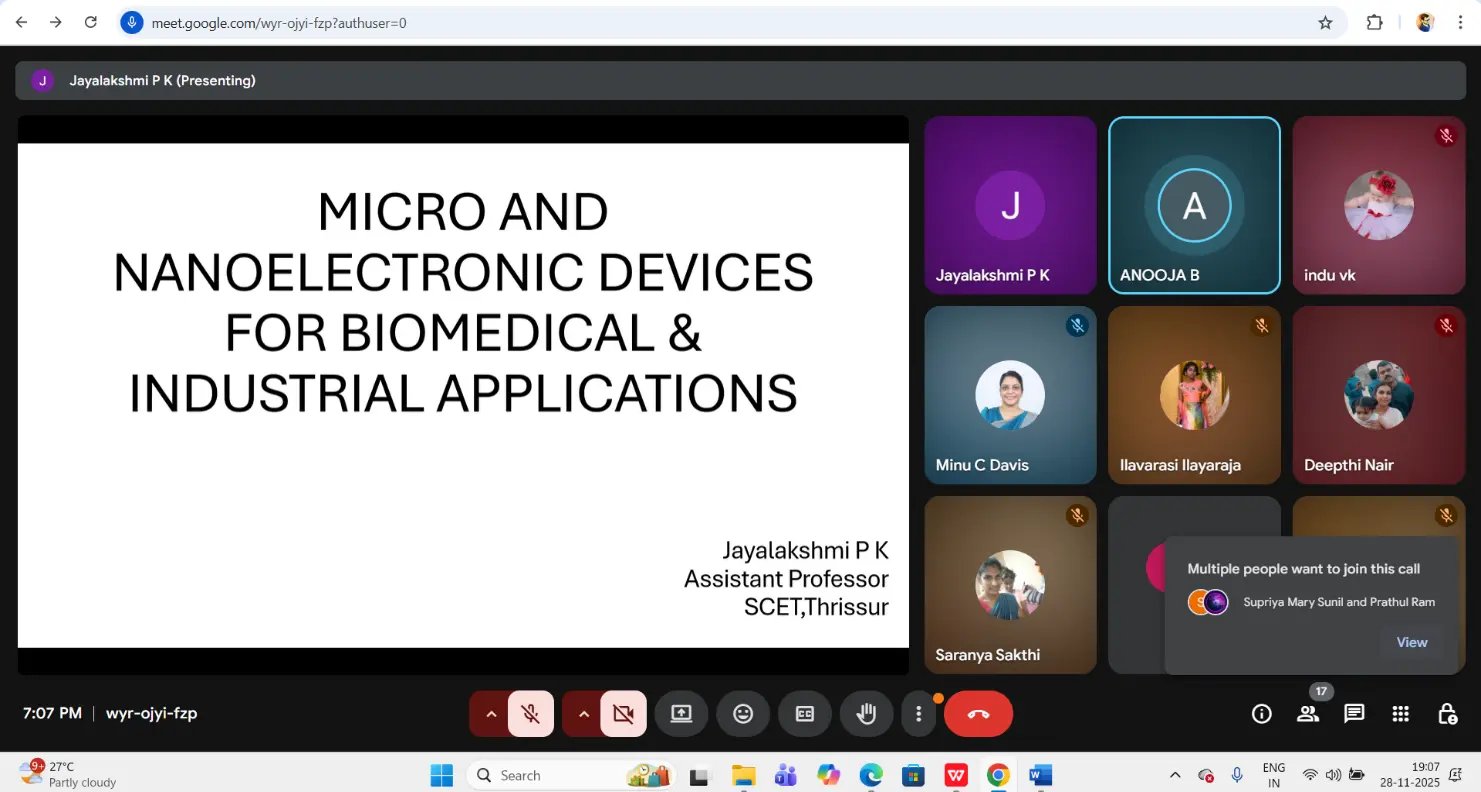 meet.google.com/wyr-ojyi-fzp?authuser=0
J
Jayalakshmi P K (Presenting)
MICRO AND
NANOELECTRONIC DEVICES
FOR BIOMEDICAL &
INDUSTRIAL APPLICATIONS
Jayalakshmi P K
Assistant Professor
SCET,Thrissur
J
Jayalakshmi P K
A
ANOOJA B
indu vk
Minu C Davis
Ilavarasi Ilayaraja
Deepthi Nair
Saranya Sakthi
Multiple people want to join this call
S
Supriya Mary Sunil and Prathul Ram
View
7:07 PM | wyr-ojyi-fzp
17
9+
27°C
Partly cloudy
Search
W
W
ENG
IN
19:07
28-11-2025